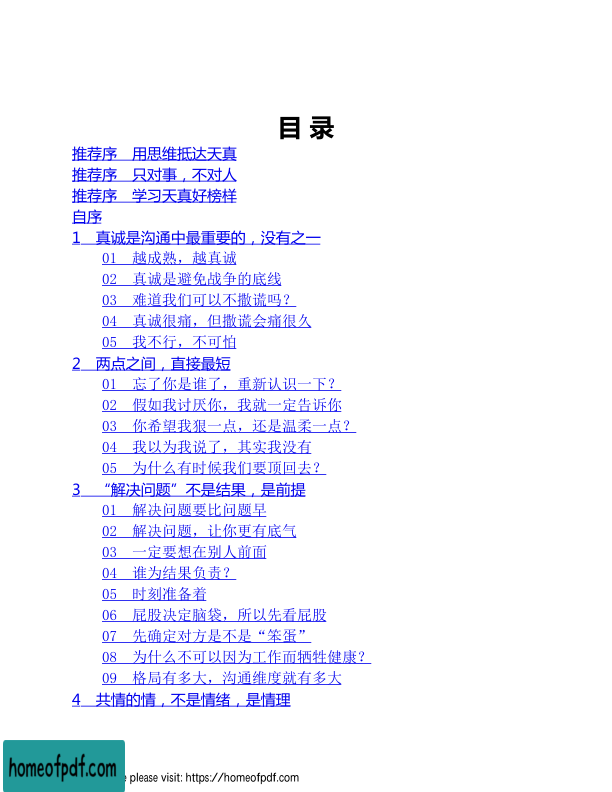 目录
推荐序　用思维抵达天真
推荐序　只对事，不对人
推荐序　学习天真好榜样
自序
1　真诚是沟通中最重要的，没有之一
01　越成熟，越真诚
02　真诚是避免战争的底线
03　难道我们可以不撒谎吗？
04　真诚很痛，但撒谎会痛很久
05　我不行，不可怕
2　两点之间，直接最短
01　忘了你是谁了，重新认识一下？
02　假如我讨厌你，我就一定告诉你
03　你希望我狠一点，还是温柔一点？
04　我以为我说了，其实我没有
05　为什么有时候我们要顶回去？
3　“解决问题”不是结果，是前提
01　解决问题要比问题早
02　解决问题，让你更有底气
03　一定要想在别人前面
04　谁为结果负责？
05　时刻准备着
06　屁股决定脑袋，所以先看屁股
07　先确定对方是不是“笨蛋”
08　为什么不可以因为工作而牺牲健康？
09　格局有多大，沟通维度就有多大
4　共情的情，不是情绪，是情理
homeofpdf.com
e please visit: https://homeofpdf.com